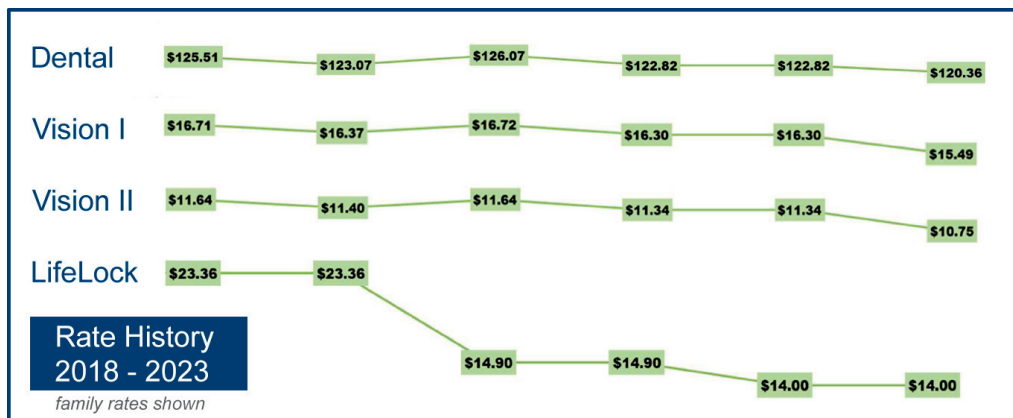 Dental $125.51 $123.07 $126.07 $122.82 $122.82 $120.36
Vision I $16.71 $16.37 $16.72 $16.30 $16.30 $15.49
Vision II $11.64 $11.40 $11.64 $11.34 $11.34 $10.75
LifeLock $23.36 $23.36 $14.90 $14.90 $14.00 $14.00
Rate History
2018 - 2023
family rates shown